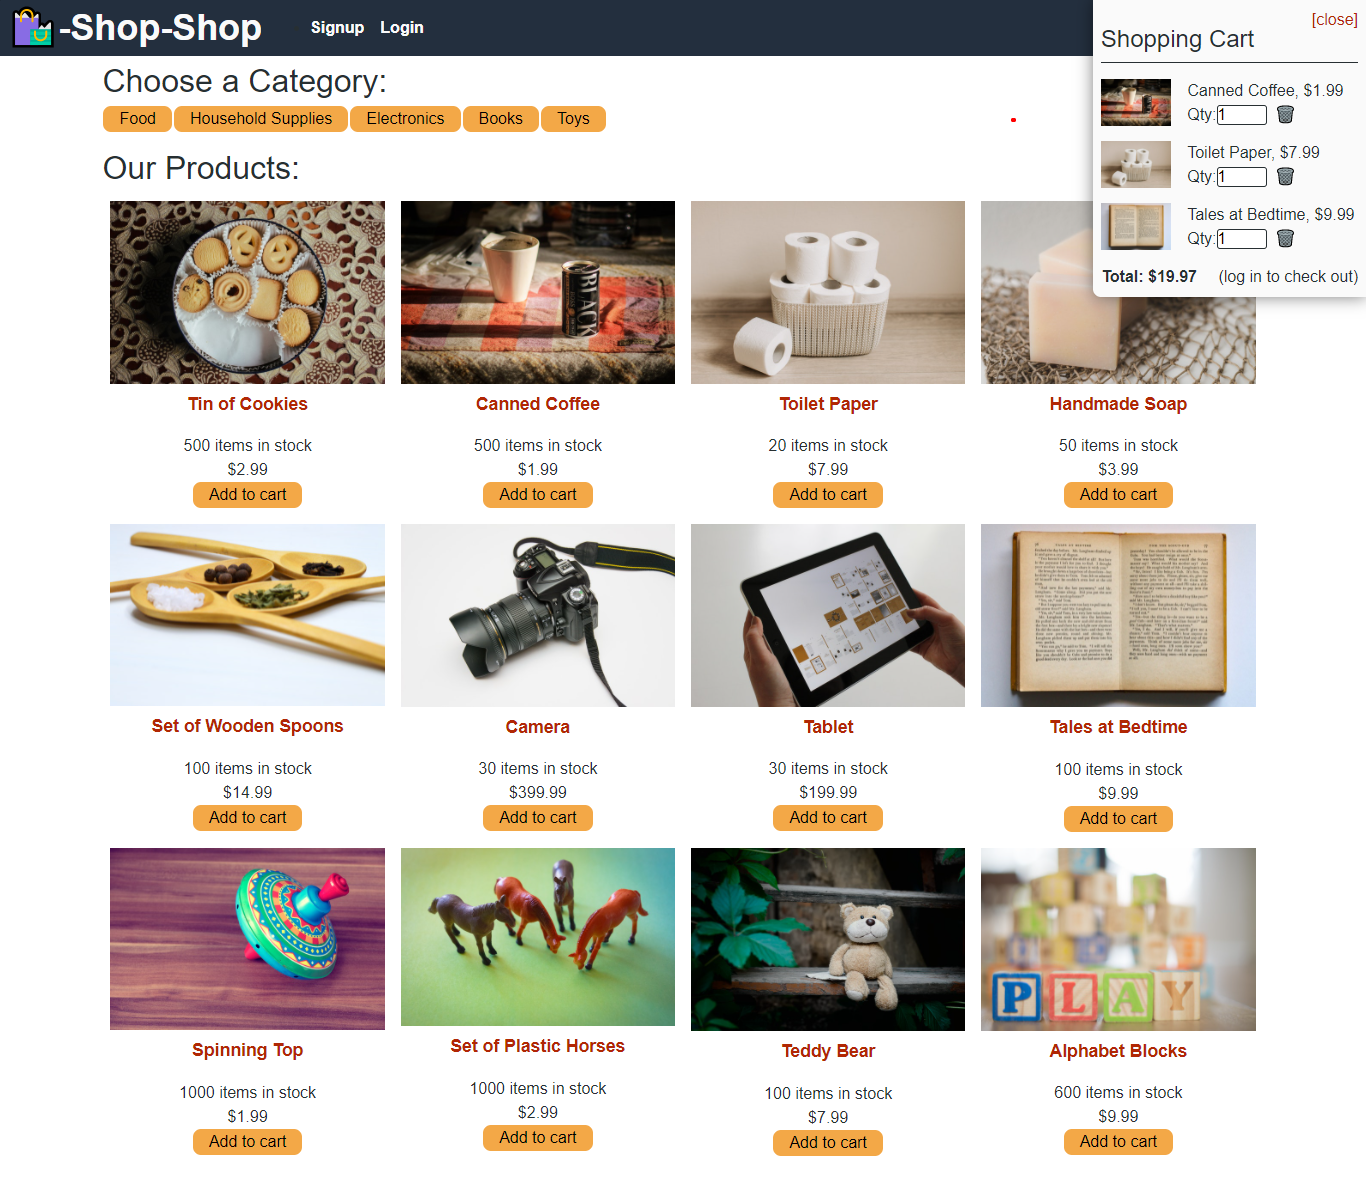 -Shop-Shop
Signup Login
[close]
Shopping Cart
Canned Coffee, $1.99
Qty: 1
Toilet Paper, $7.99
Qty: 1
Tales at Bedtime, $9.99
Qty: 1
Total: $19.97 (log in to check out)
Choose a Category:
Food Household Supplies Electronics Books Toys
Our Products:
BLACK
Tin of Cookies
500 items in stock
$2.99
Add to cart
Canned Coffee
500 items in stock
$1.99
Add to cart
Toilet Paper
20 items in stock
$7.99
Add to cart
Handmade Soap
50 items in stock
$3.99
Add to cart
Set of Wooden Spoons
100 items in stock
$14.99
Add to cart
Camera
30 items in stock
$399.99
Add to cart
Tablet
30 items in stock
$199.99
Add to cart
TALES AT BEDTIME
Tales at Bedtime
100 items in stock
$9.99
Add to cart
Spinning Top
1000 items in stock
$1.99
Add to cart
Set of Plastic Horses
1000 items in stock
$2.99
Add to cart
Teddy Bear
100 items in stock
$7.99
Add to cart
PLAY
Alphabet Blocks
600 items in stock
$9.99
Add to cart